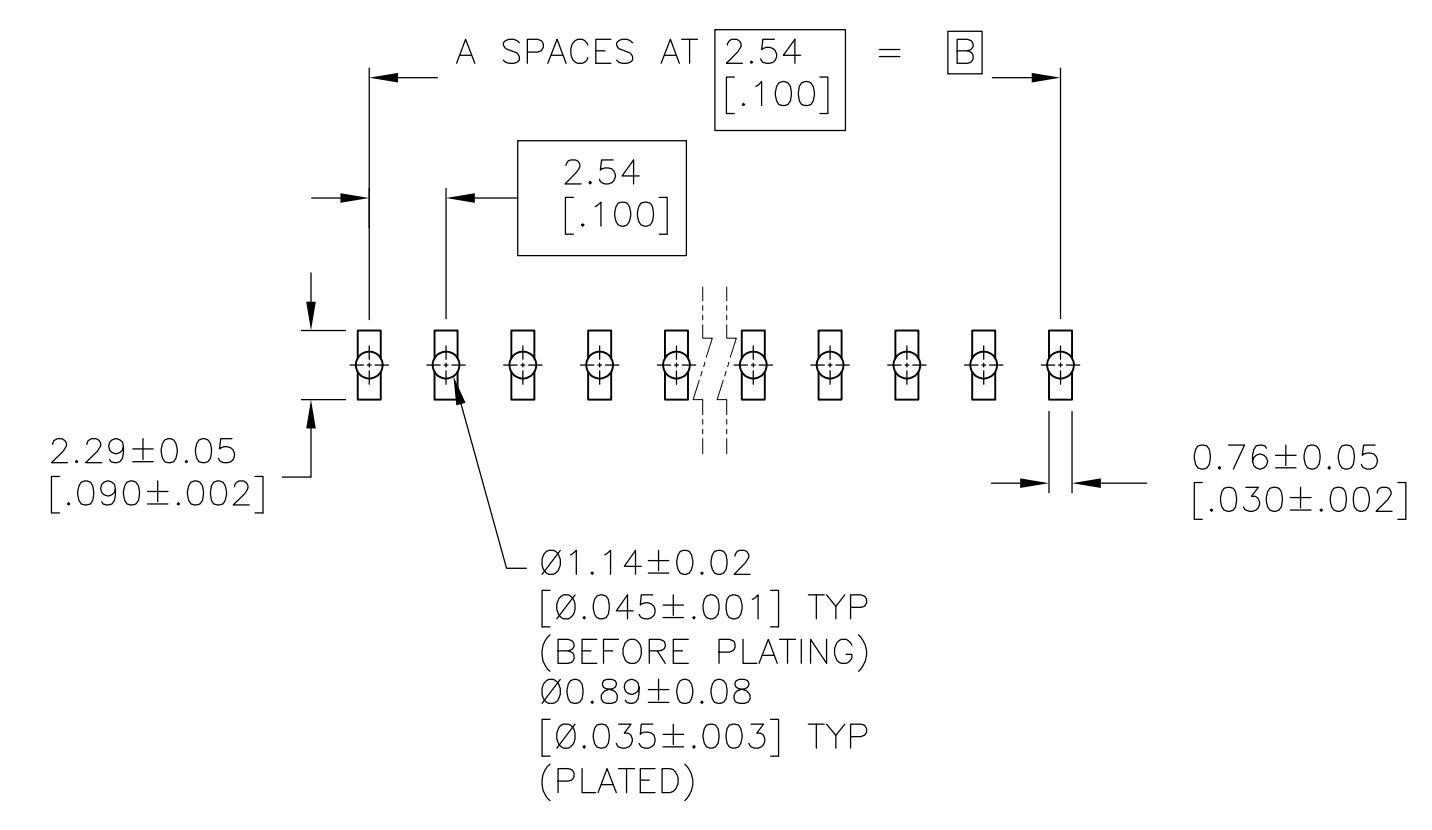 A SPACES AT 2.54 = B
[.100]
2.54
[.100]
2.29±0.05
[.090±.002]
0.76±0.05
[.030±.002]
Ø1.14±0.02
[Ø.045±.001] TYP
(BEFORE PLATING)
Ø0.89±0.08
[Ø.035±.003] TYP
(PLATED)